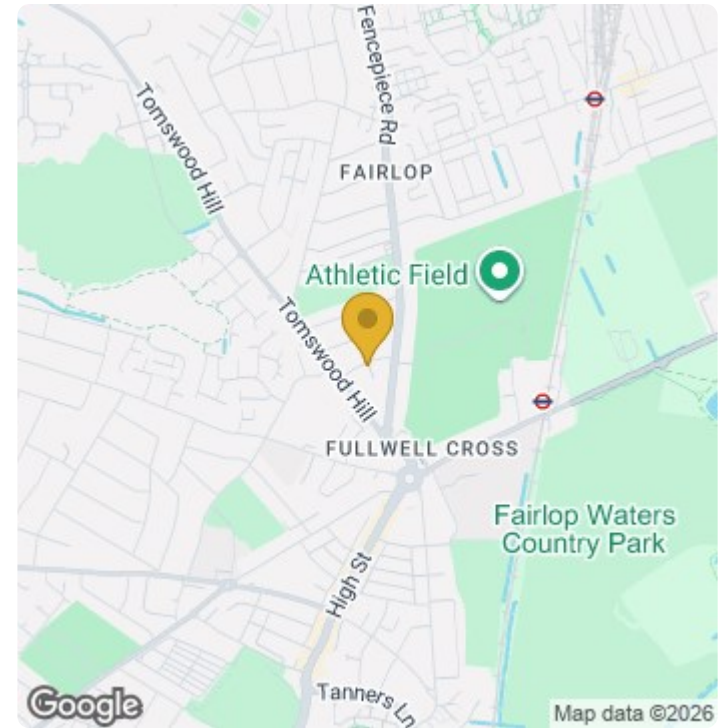 Fencepiece Rd
Tomswood Hill
FAIRLOP
Athletic Field
Tomswood Hill
FULLWELL CROSS
Fairlop Waters
Country Park
High St
Tanners Ln
Google
Map data ©2026